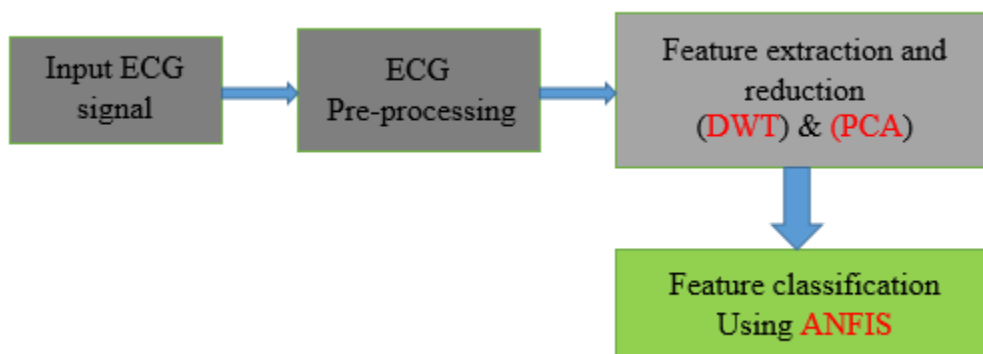 Input ECG
signal
ECG
Pre-processing
Feature extraction and
reduction
(DWT) & (PCA)
Feature classification
Using ANFIS